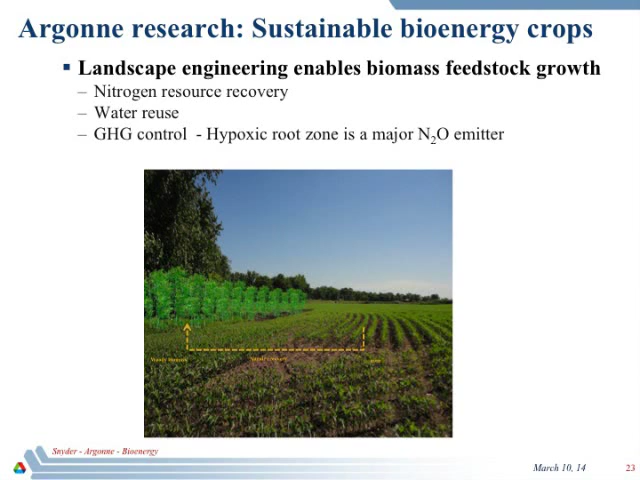 Argonne research: Sustainable bioenergy crops
▪ Landscape engineering enables biomass feedstock growth
– Nitrogen resource recovery
– Water reuse
– GHG control - Hypoxic root zone is a major N₂O emitter
Snyder - Argonne - Bioenergy
March 10, 14
23